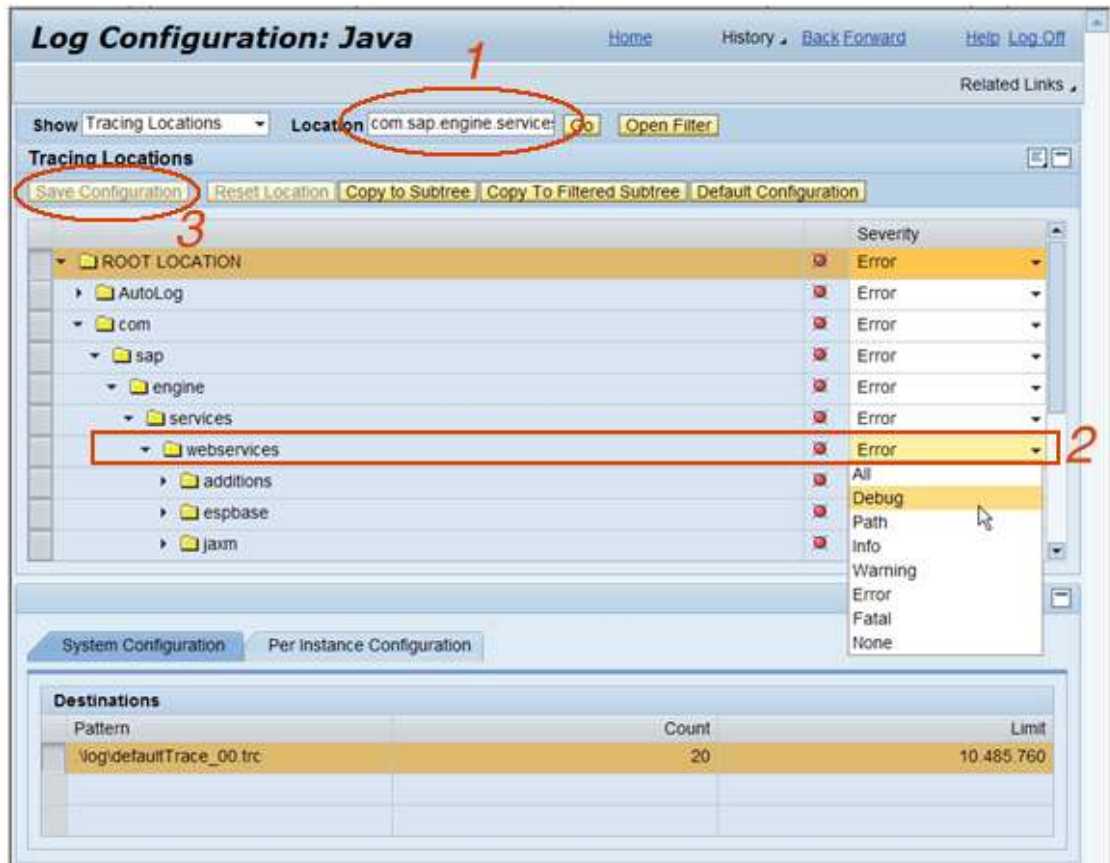 Log Configuration: Java Home History Back Forward Help Log Off
1
Related Links
Show Tracing Locations Location com.sap.engine.service Go Open Filter
Tracing Locations
Save Configuration Reset Location Copy to Subtree Copy To Filtered Subtree Default Configuration
3
Severity
ROOT LOCATION Error
AutoLog Error
com Error
sap Error
engine Error
services Error
webservices Error 2
additions
espbase
jaxm
All
Debug
Path
Info
Warning
Error
Fatal
None
System Configuration Per Instance Configuration
Destinations
Pattern Count Limit
.\log\defaultTrace_00.trc 20 10.485.760